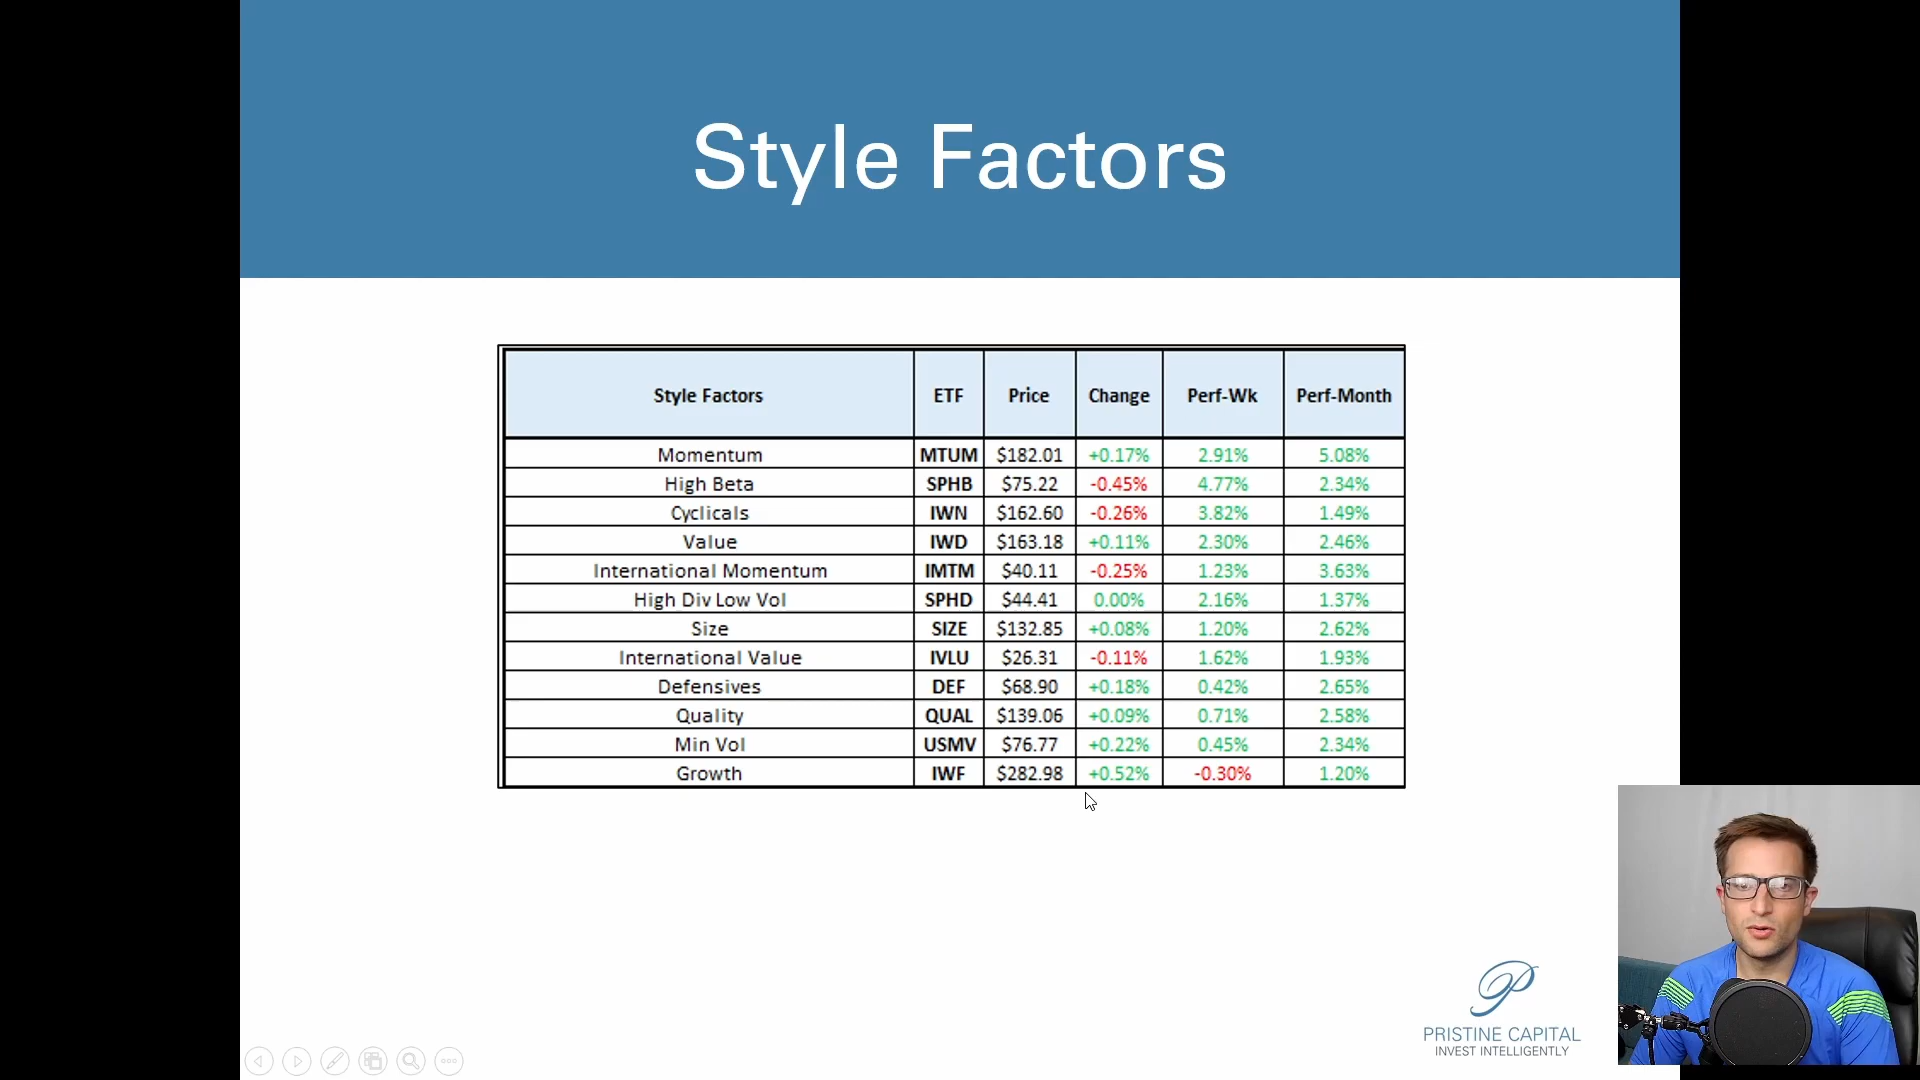 Style Factors
Style Factors ETF Price Change Perf-Wk Perf-Month
Momentum MTUM $182.01 +0.17% 2.91% 5.08%
High Beta SPHB $75.22 -0.45% 4.77% 2.34%
Cyclicals IWN $162.60 -0.26% 3.82% 1.49%
Value IWD $163.18 +0.11% 2.30% 2.46%
International Momentum IMTM $40.11 -0.25% 1.23% 3.63%
High Div Low Vol SPHD $44.41 0.00% 2.16% 1.37%
Size SIZE $132.85 +0.08% 1.20% 2.62%
International Value IVLU $26.31 -0.11% 1.62% 1.93%
Defensives DEF $68.90 +0.18% 0.42% 2.65%
Quality QUAL $139.06 +0.09% 0.71% 2.58%
Min Vol USMV $76.77 +0.22% 0.45% 2.34%
Growth IWF $282.98 +0.52% -0.30% 1.20%
P
PRISTINE CAPITAL
INVEST INTELLIGENTLY